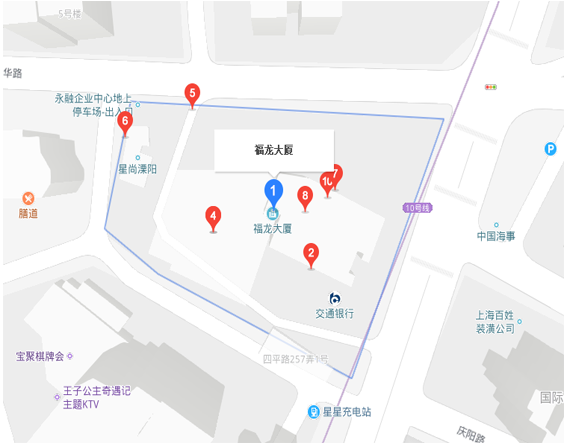 5号楼
华路
永融企业中心地上
停车场-出入口
5
6
星尚溧阳
福龙大厦
膳道
1
7
10
8
4
福龙大厦
2
10号线
P
中国海事
交通银行
上海百姓
装潢公司
四平路257弄1号
宝聚棋牌会
王子公主奇遇记
主题KTV
星星充电站
国际
庆阳路